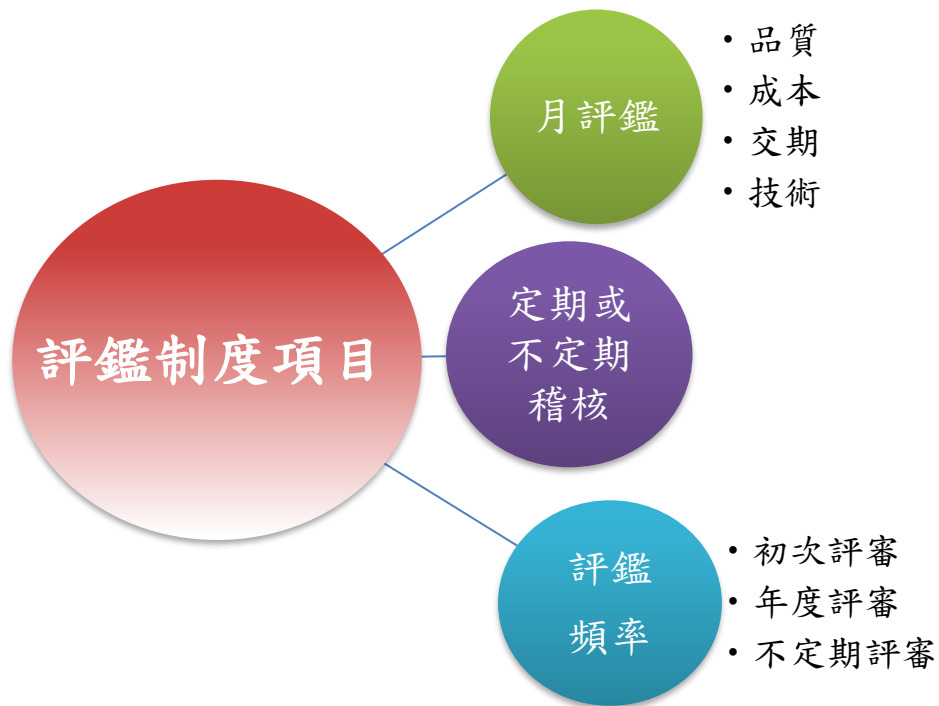 評鑑制度項目
月評鑑
• 品質
• 成本
• 交期
• 技術
定期或
不定期
稽核
評鑑
頻率
• 初次評審
• 年度評審
• 不定期評審